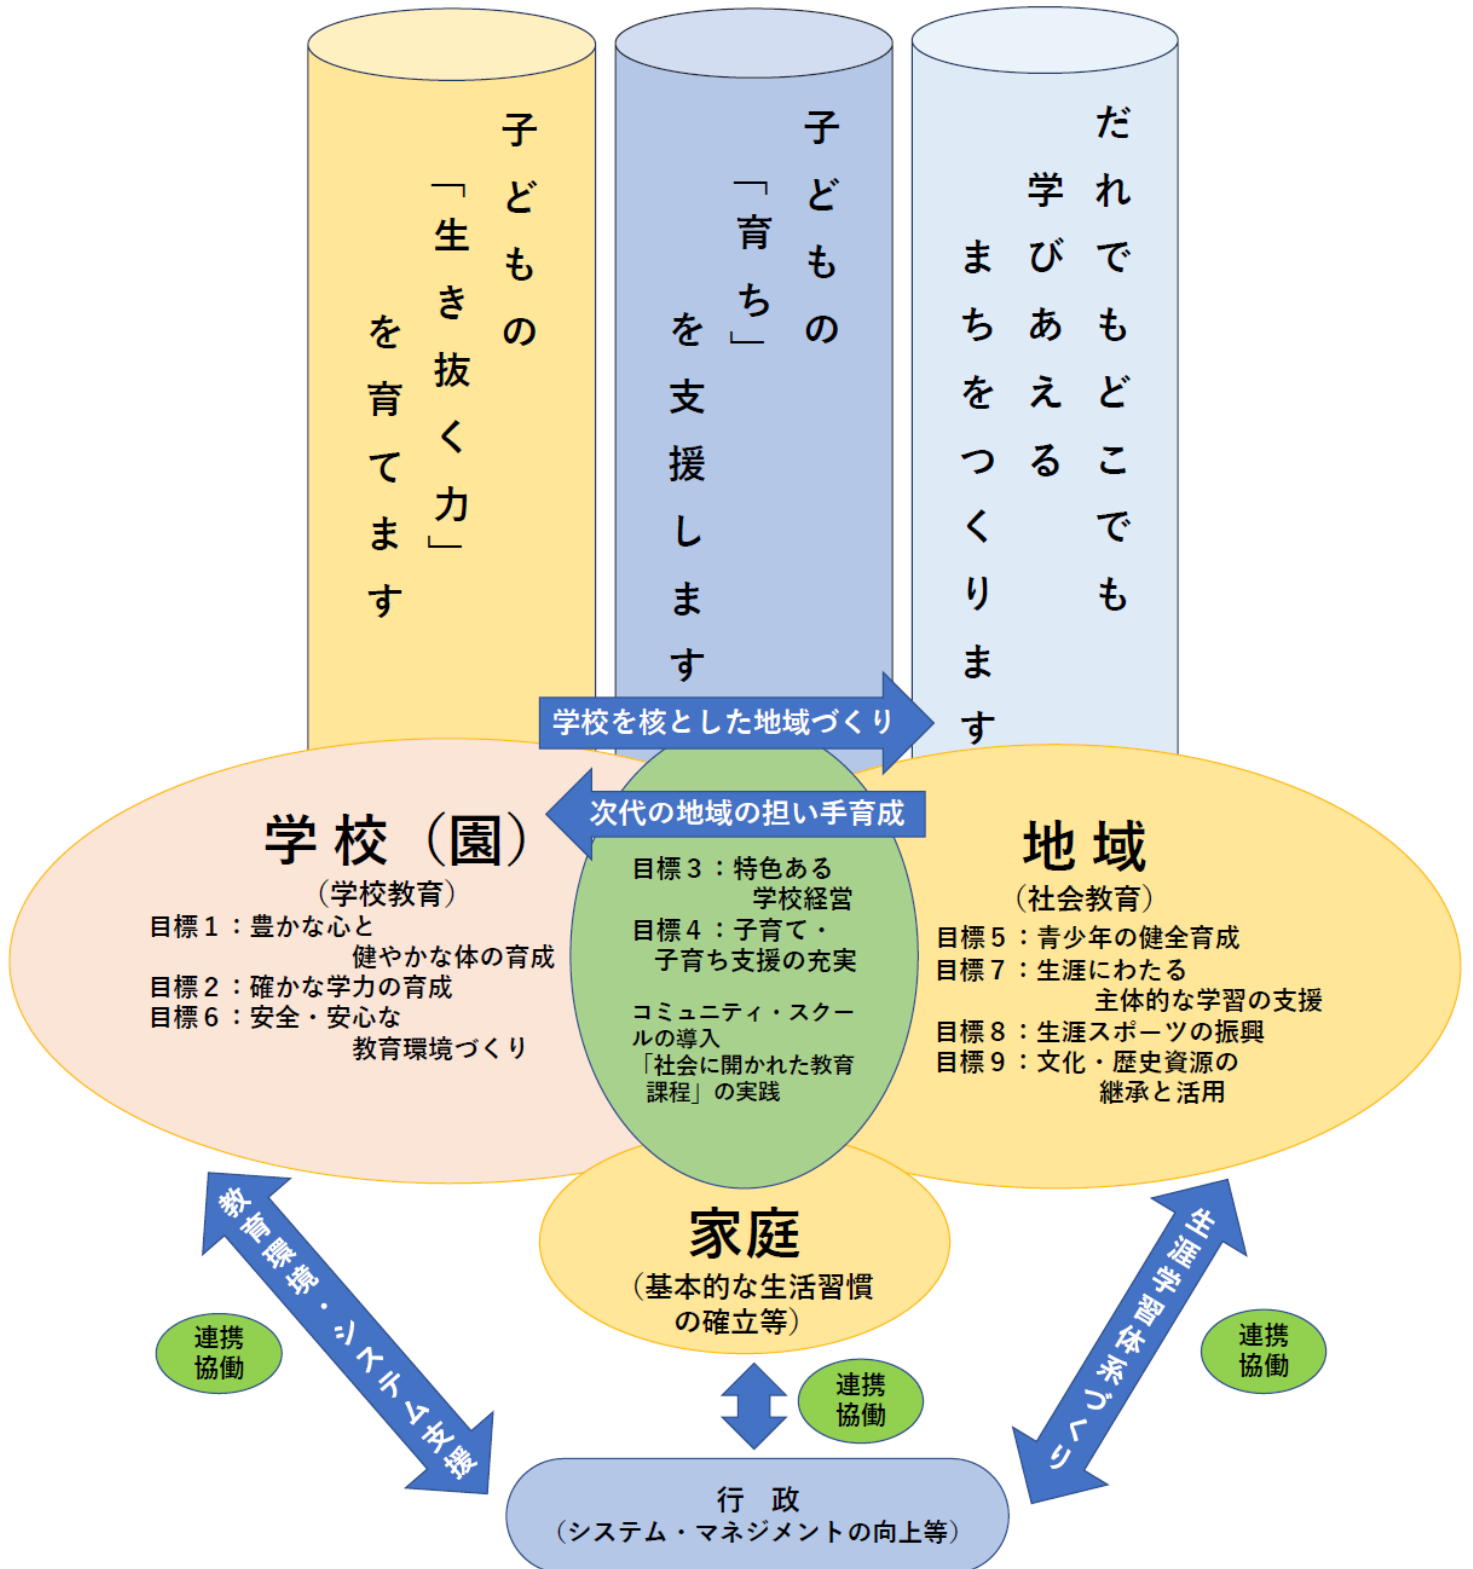 子どもの
「生き抜く力」
を育てます
子どもの
「育ち」
を支援します
だれでもどこでも
学びあえる
まちをつくります
学校を核とした地域づくり
次代の地域の担い手育成
学校（園）
（学校教育）
目標１：豊かな心と
健やかな体の育成
目標２：確かな学力の育成
目標６：安全・安心な
教育環境づくり
目標３：特色ある
学校経営
目標４：子育て・
子育ち支援の充実
コミュニティ・スクー
ルの導入
「社会に開かれた教育
課程」の実践
地域
（社会教育）
目標５：青少年の健全育成
目標７：生涯にわたる
主体的な学習の支援
目標８：生涯スポーツの振興
目標９：文化・歴史資源の
継承と活用
家庭
（基本的な生活習慣
の確立等）
教育環境・システム支援
連携
協働
連携
協働
生涯学習体系づくり
連携
協働
行　政
（システム・マネジメントの向上等）